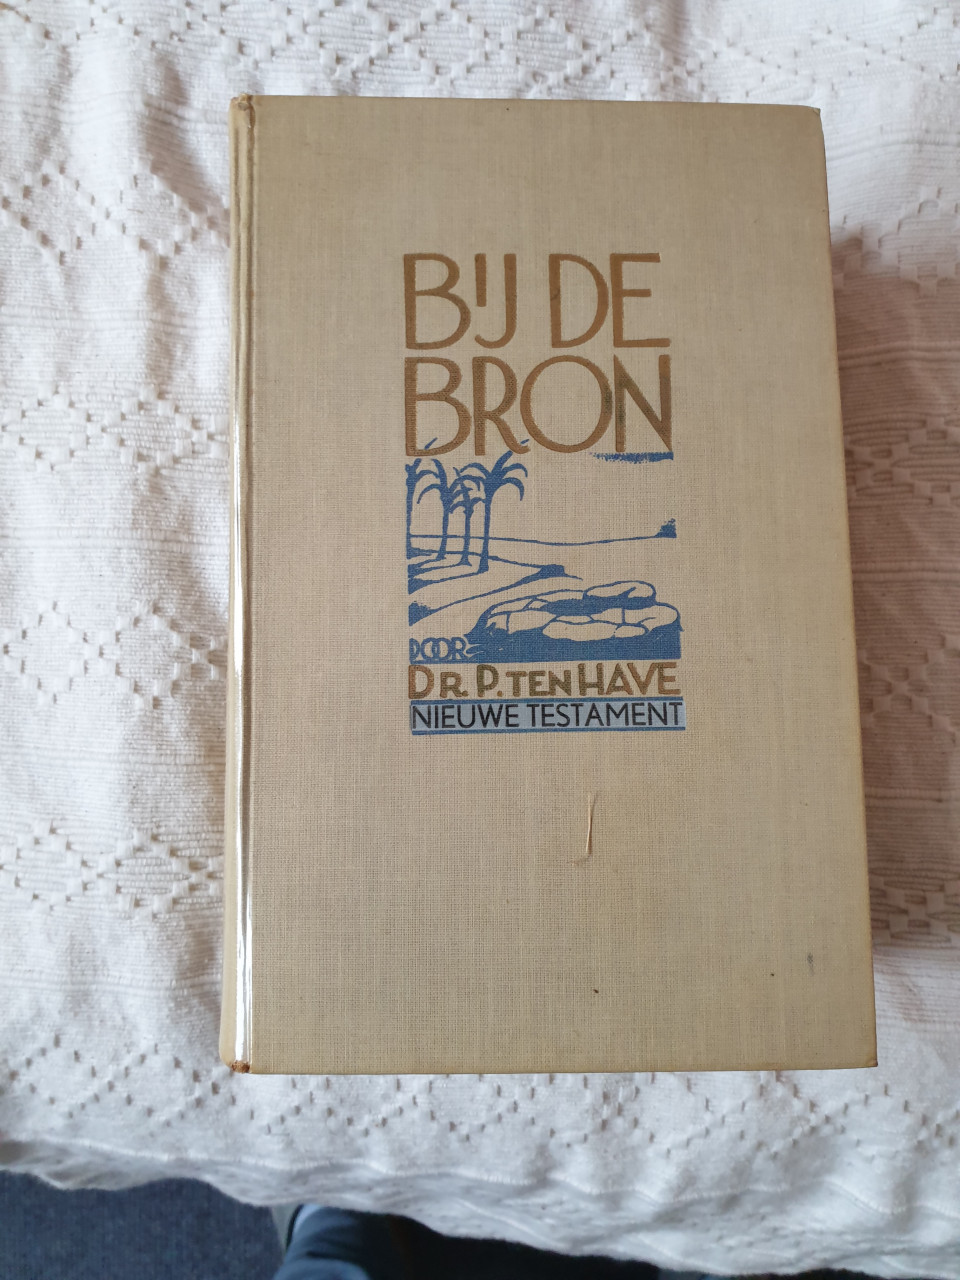 BIJ DE
BRON
DOOR
DR. P. TEN HAVE
NIEUWE TESTAMENT